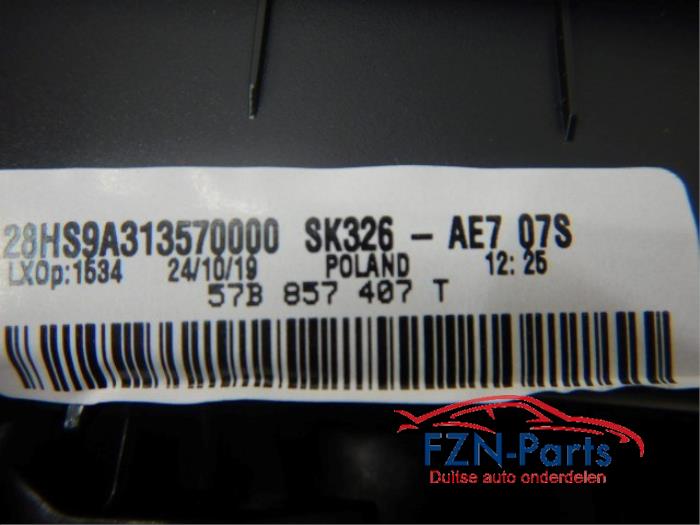 28HS9A313570000 SK326 - AE7 07S
LXOp:1634 24/10/19 POLAND 12:25
57B 857 407 T
FZN-Parts
Duitse auto onderdelen